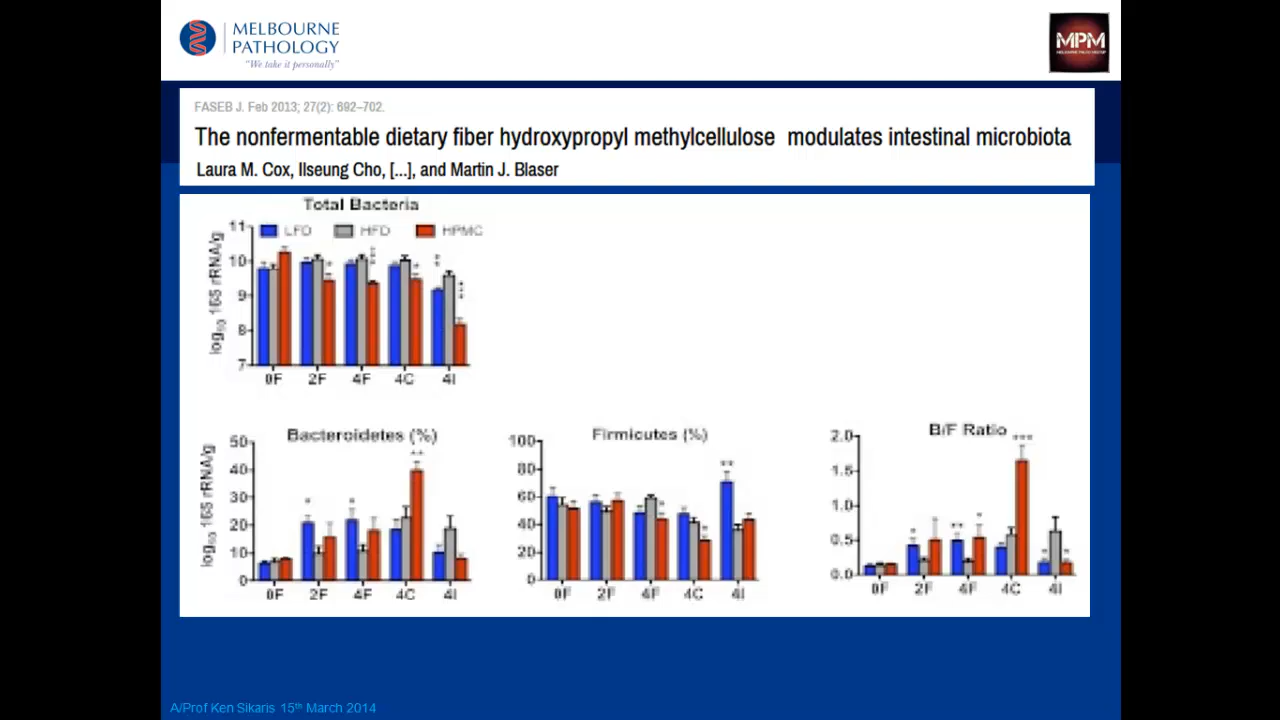 MELBOURNE
PATHOLOGY
"We take it personally"
MPM
FASEB J. Feb 2013; 27(2): 692–702.
The nonfermentable dietary fiber hydroxypropyl methylcellulose modulates intestinal microbiota
Laura M. Cox, Ilseung Cho, [...], and Martin J. Blaser
Total Bacteria
LFD HFD HPMC
log10 16S rRNA/g
11
10
9
8
7
0F 2F 4F 4C 4I
* *** * ** ***
Bacteroidetes (%)
log10 16S rRNA/g
50
40
30
20
10
0
* * **
0F 2F 4F 4C 4I
Firmicutes (%)
100
80
60
40
20
0
* * **
0F 2F 4F 4C 4I
B/F Ratio
2.0
1.5
1.0
0.5
0.0
* ** * *** * *
0F 2F 4F 4C 4I
A/Prof Ken Sikaris 15th March 2014